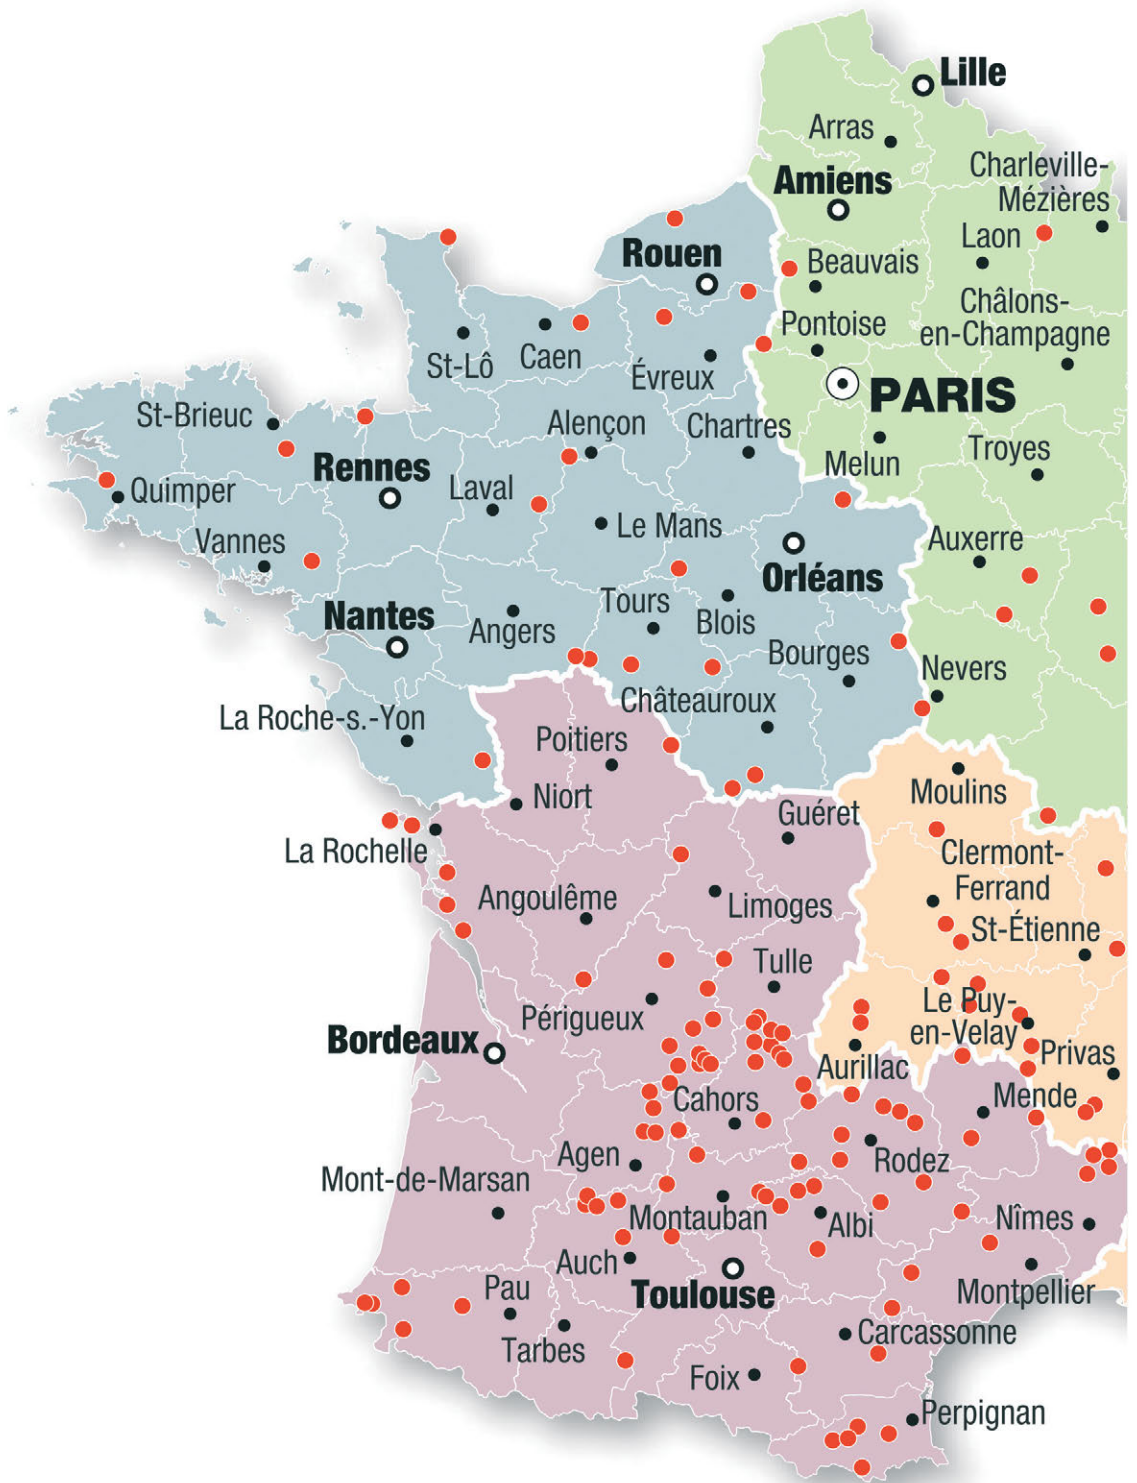 Lille
Arras
Charleville-
Mézières
Amiens
Laon
Rouen
Beauvais
Châlons-
en-Champagne
Pontoise
St-Lô
Caen
Évreux
PARIS
St-Brieuc
Alençon
Chartres
Melun
Troyes
Rennes
Laval
Quimper
Le Mans
Vannes
Auxerre
Orléans
Nantes
Tours
Blois
Angers
Bourges
Nevers
Châteauroux
La Roche-s.-Yon
Poitiers
Moulins
Niort
Guéret
La Rochelle
Clermont-
Ferrand
Angoulême
Limoges
St-Étienne
Tulle
Périgueux
Le Puy-
en-Velay
Bordeaux
Aurillac
Privas
Cahors
Mende
Agen
Rodez
Mont-de-Marsan
Montauban
Albi
Nîmes
Auch
Toulouse
Montpellier
Pau
Tarbes
Carcassonne
Foix
Perpignan